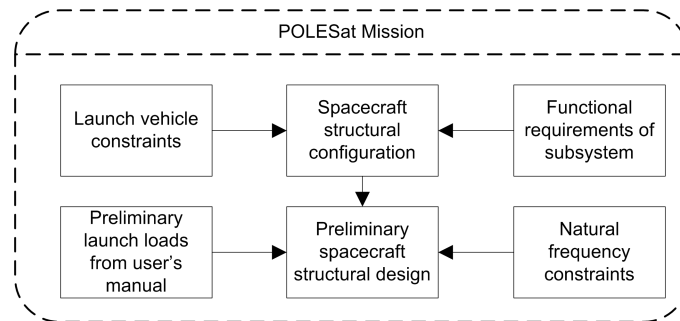 POLESat Mission
Launch vehicle
constraints
Spacecraft
structural
configuration
Functional
requirements of
subsystem
Preliminary
launch loads
from user's
manual
Preliminary
spacecraft
structural design
Natural
frequency
constraints